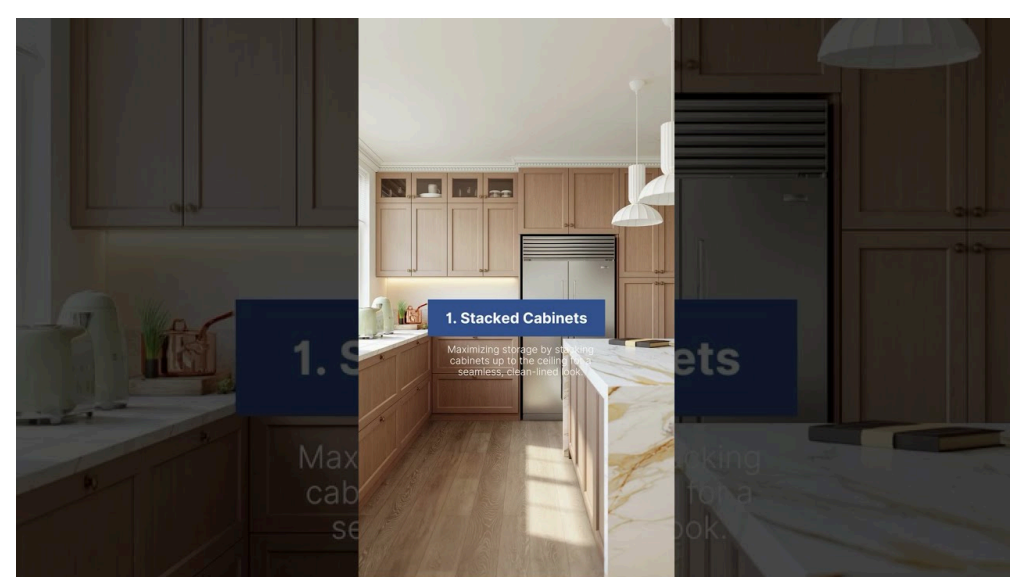 1. Stacked Cabinets
Maximizing storage by stacking
cabinets up to the ceiling for a
seamless, clean-lined look.